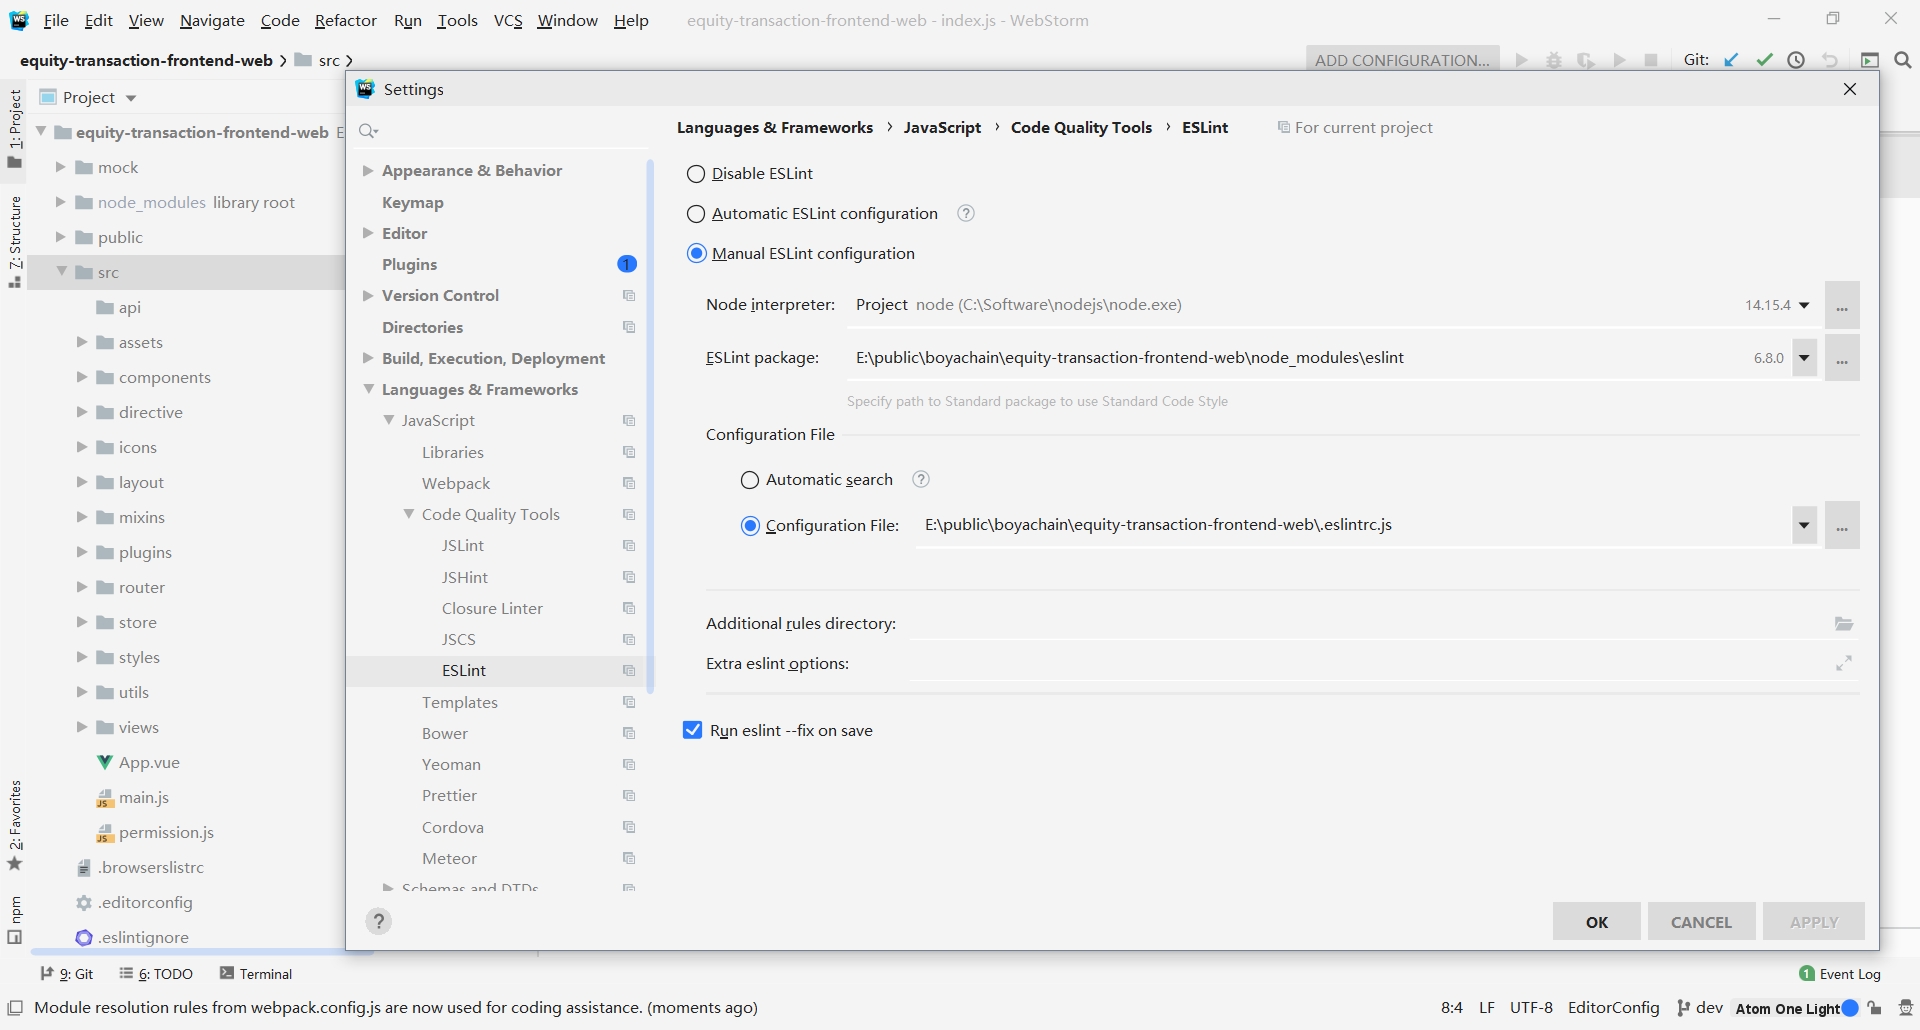 File Edit View Navigate Code Refactor Run Tools VCS Window Help equity-transaction-frontend-web - index.js - WebStorm
equity-transaction-frontend-web src ADD CONFIGURATION... Git:
1: Project
7: Structure
2: Favorites
npm
Project
equity-transaction-frontend-web E
mock
node_modules library root
public
src
api
assets
components
directive
icons
layout
mixins
plugins
router
store
styles
utils
views
App.vue
main.js
permission.js
.browserslistrc
.editorconfig
.eslintignore
Settings
Appearance & Behavior
Keymap
Editor
Plugins 1
Version Control
Directories
Build, Execution, Deployment
Languages & Frameworks
JavaScript
Libraries
Webpack
Code Quality Tools
JSLint
JSHint
Closure Linter
JSCS
ESLint
Templates
Bower
Yeoman
Prettier
Cordova
Meteor
Schemas and DTDs
Languages & Frameworks › JavaScript › Code Quality Tools › ESLint For current project
Disable ESLint
Automatic ESLint configuration ?
Manual ESLint configuration
Node interpreter: Project node (C:\Software\nodejs\node.exe) 14.15.4 ...
ESLint package: E:\public\boyachain\equity-transaction-frontend-web\node_modules\eslint 6.8.0 ...
Specify path to Standard package to use Standard Code Style
Configuration File
Automatic search ?
Configuration File: E:\public\boyachain\equity-transaction-frontend-web\.eslintrc.js ...
Additional rules directory:
Extra eslint options:
Run eslint --fix on save
? OK CANCEL APPLY
9: Git 6: TODO Terminal 1 Event Log
Module resolution rules from webpack.config.js are now used for coding assistance. (moments ago) 8:4 LF UTF-8 EditorConfig dev Atom One Light